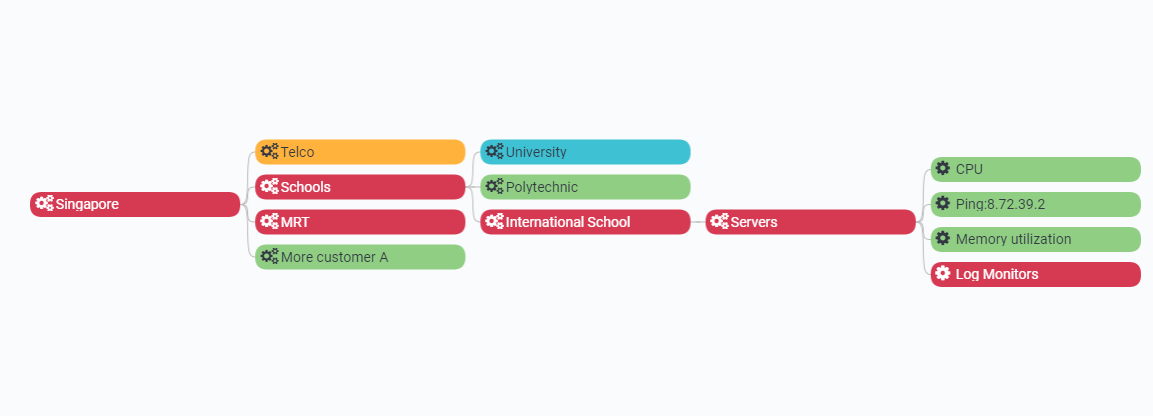 Singapore
Telco
Schools
MRT
More customer A
University
Polytechnic
International School
Servers
CPU
Ping:8.72.39.2
Memory utilization
Log Monitors